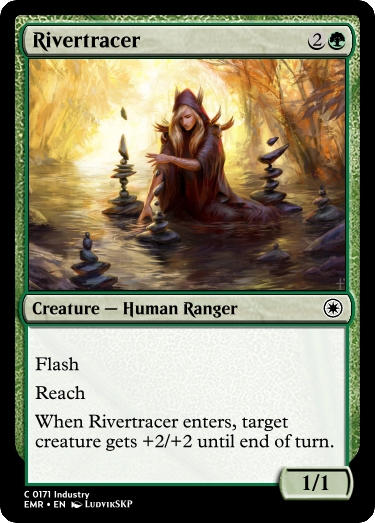 Rivertracer 2
Creature — Human Ranger
Flash
Reach
When Rivertracer enters, target
creature gets +2/+2 until end of turn.
1/1
C 0171 Industry
EMR • EN LudvikSKP